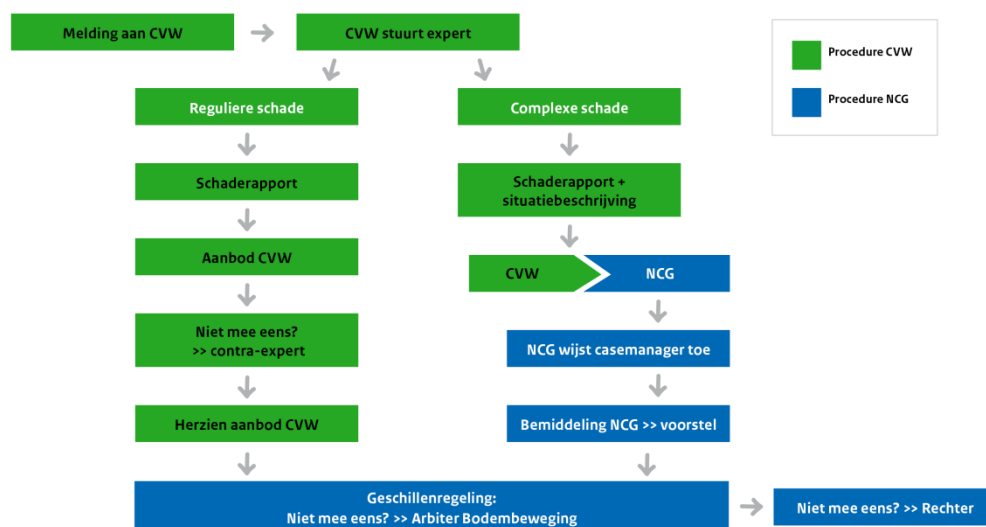 Melding aan CVW
CVW stuurt expert
Procedure CVW
Procedure NCG
Reguliere schade
Complexe schade
Schaderapport
Schaderapport +
situatiebeschrijving
Aanbod CVW
CVW
NCG
Niet mee eens?
>> contra-expert
NCG wijst casemanager toe
Herzien aanbod CVW
Bemiddeling NCG >> voorstel
Geschillenregeling:
Niet mee eens? >> Arbiter Bodembeweging
Niet mee eens? >> Rechter